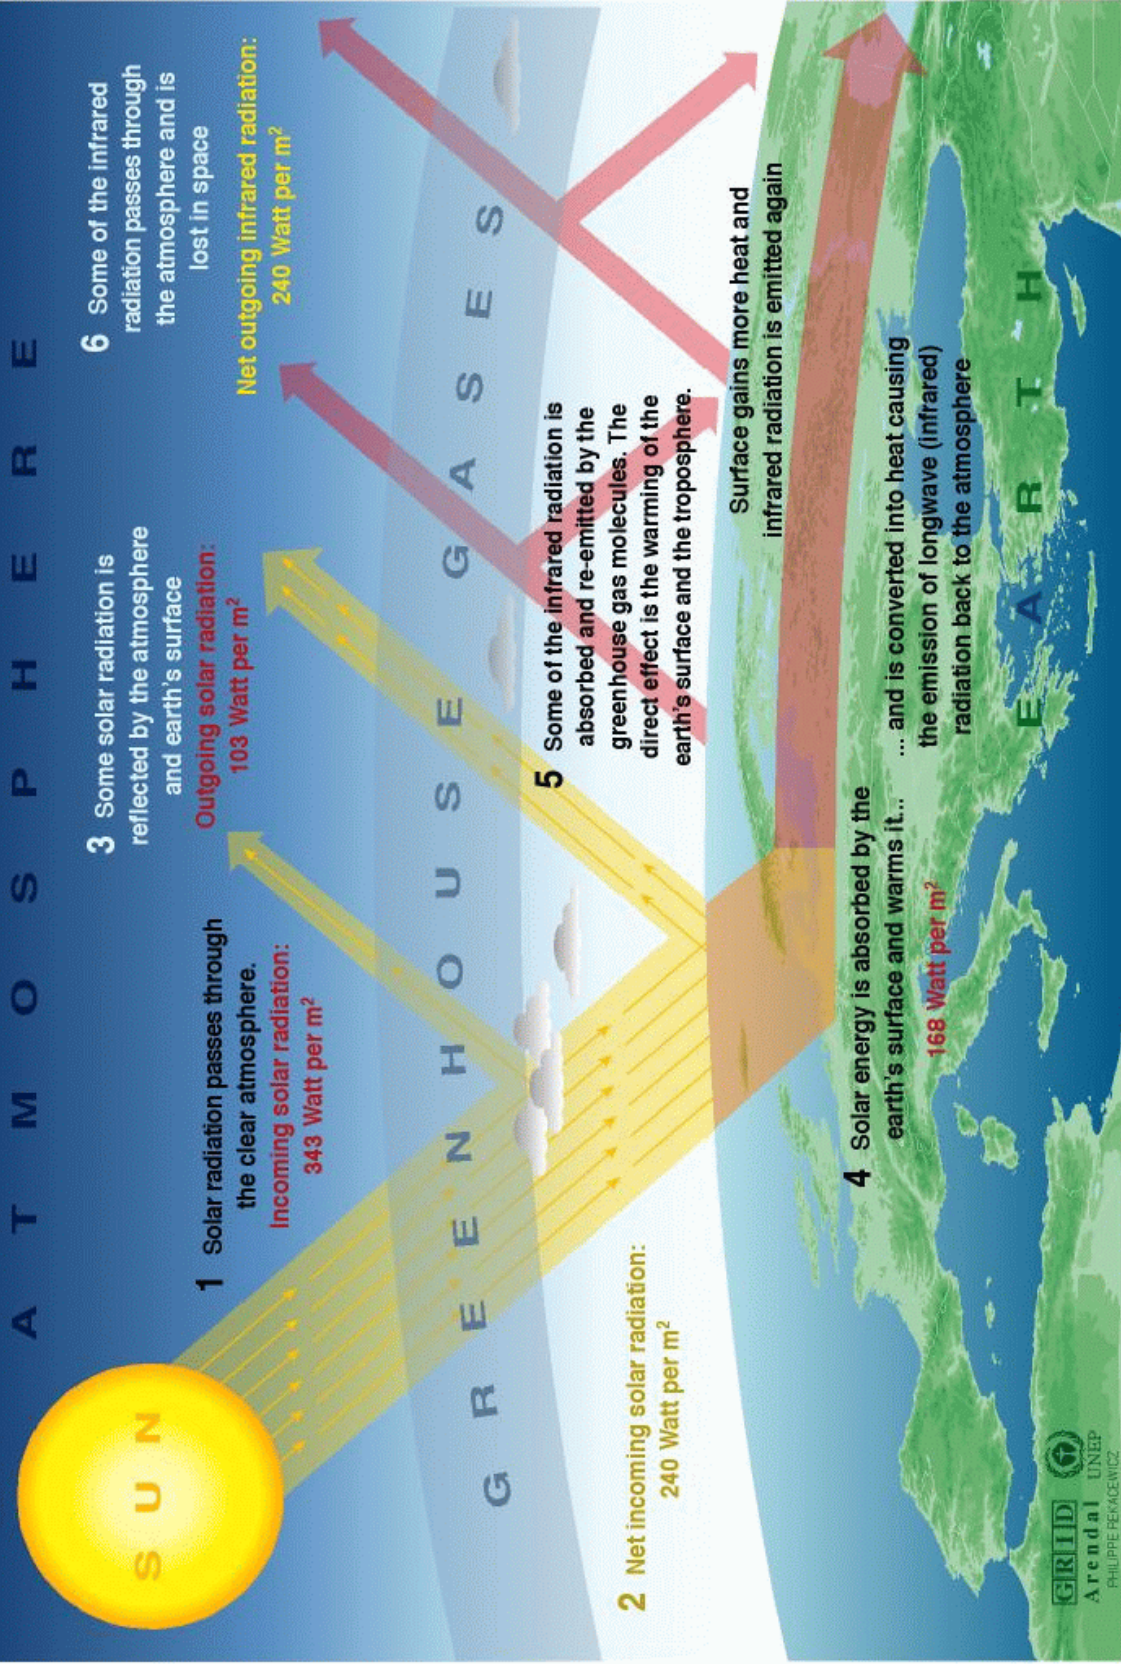 A T M O S P H E R E
S U N
1 Solar radiation passes through
the clear atmosphere.
Incoming solar radiation:
343 Watt per m²
2 Net incoming solar radiation:
240 Watt per m²
3 Some solar radiation is
reflected by the atmosphere
and earth's surface
Outgoing solar radiation:
103 Watt per m²
6 Some of the infrared
radiation passes through
the atmosphere and is
lost in space
Net outgoing infrared radiation:
240 Watt per m²
G R E E N H O U S E G A S E S
5 Some of the infrared radiation is
absorbed and re-emitted by the
greenhouse gas molecules. The
direct effect is the warming of the
earth's surface and the troposphere.
Surface gains more heat and
infrared radiation is emitted again
4 Solar energy is absorbed by the
earth's surface and warms it...
168 Watt per m²
... and is converted into heat causing
the emission of longwave (infrared)
radiation back to the atmosphere
E A R T H
GRID
Arendal UNEP
PHILIPPE REKACEWICZ